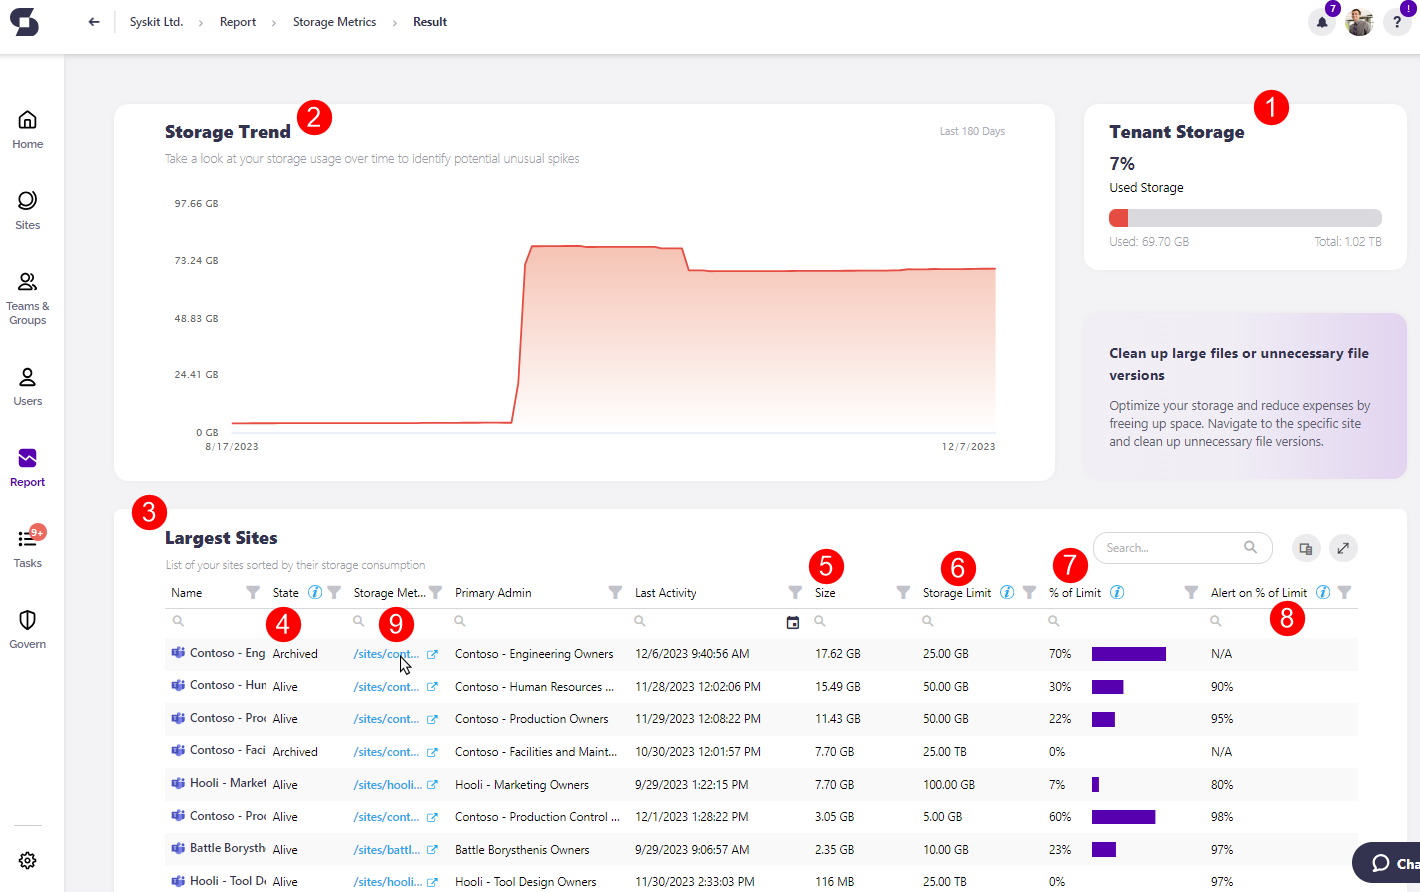 Syskit Ltd. > Report > Storage Metrics > Result
7
?
!
Home
Sites
Teams &
Groups
Users
Report
9+
Tasks
Govern
Storage Trend
2
Last 180 Days
Take a look at your storage usage over time to identify potential unusual spikes
97.66 GB
73.24 GB
48.83 GB
24.41 GB
0 GB
8/17/2023
12/7/2023
1
Tenant Storage
7%
Used Storage
Used: 69.70 GB
Total: 1.02 TB
Clean up large files or unnecessary file
versions
Optimize your storage and reduce expenses by
freeing up space. Navigate to the specific site
and clean up unnecessary file versions.
3
Largest Sites
List of your sites sorted by their storage consumption
Search...
5
6
7
Name State i Storage Met... Primary Admin Last Activity Size Storage Limit i % of Limit i Alert on % of Limit i
4
9
8
Contoso - Eng Archived /sites/cont... Contoso - Engineering Owners 12/6/2023 9:40:56 AM 17.62 GB 25.00 GB 70% N/A
Contoso - Hun Alive /sites/cont... Contoso - Human Resources ... 11/28/2023 12:02:06 PM 15.49 GB 50.00 GB 30% 90%
Contoso - Pro Alive /sites/cont... Contoso - Production Owners 11/29/2023 12:08:22 PM 11.43 GB 50.00 GB 22% 95%
Contoso - Faci Archived /sites/cont... Contoso - Facilities and Maint... 10/30/2023 12:01:57 PM 7.70 GB 25.00 TB 0% N/A
Hooli - Market Alive /sites/hooli... Hooli - Marketing Owners 9/29/2023 1:22:15 PM 7.70 GB 100.00 GB 7% 80%
Contoso - Pro Alive /sites/cont... Contoso - Production Control ... 12/1/2023 1:28:22 PM 3.05 GB 5.00 GB 60% 98%
Battle Borysth Alive /sites/battl... Battle Borysthenis Owners 9/29/2023 9:06:57 AM 2.35 GB 10.00 GB 23% 97%
Hooli - Tool D Alive /sites/hooli... Hooli - Tool Design Owners 11/30/2023 2:33:03 PM 116 MB 25.00 TB 0% 97%
Cha